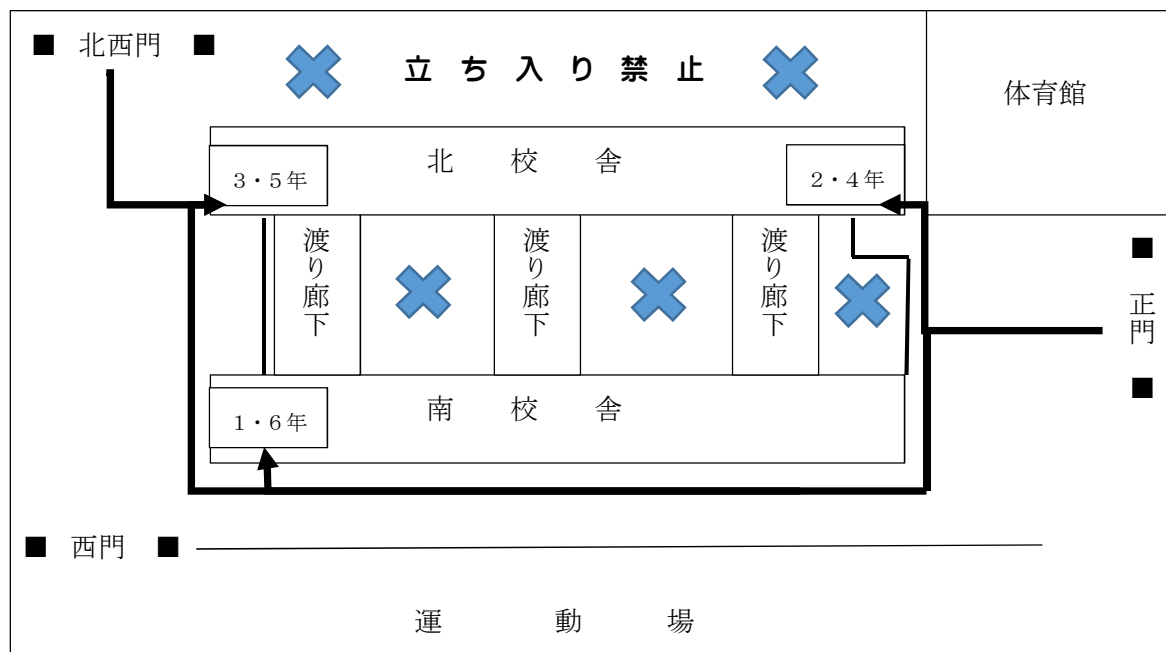 ■ 北西門 ■
立ち入り禁止
体育館
北校舎
3・5年
2・4年
渡り廊下
渡り廊下
渡り廊下
■ 正門 ■
南校舎
1・6年
■ 西門 ■
運動場